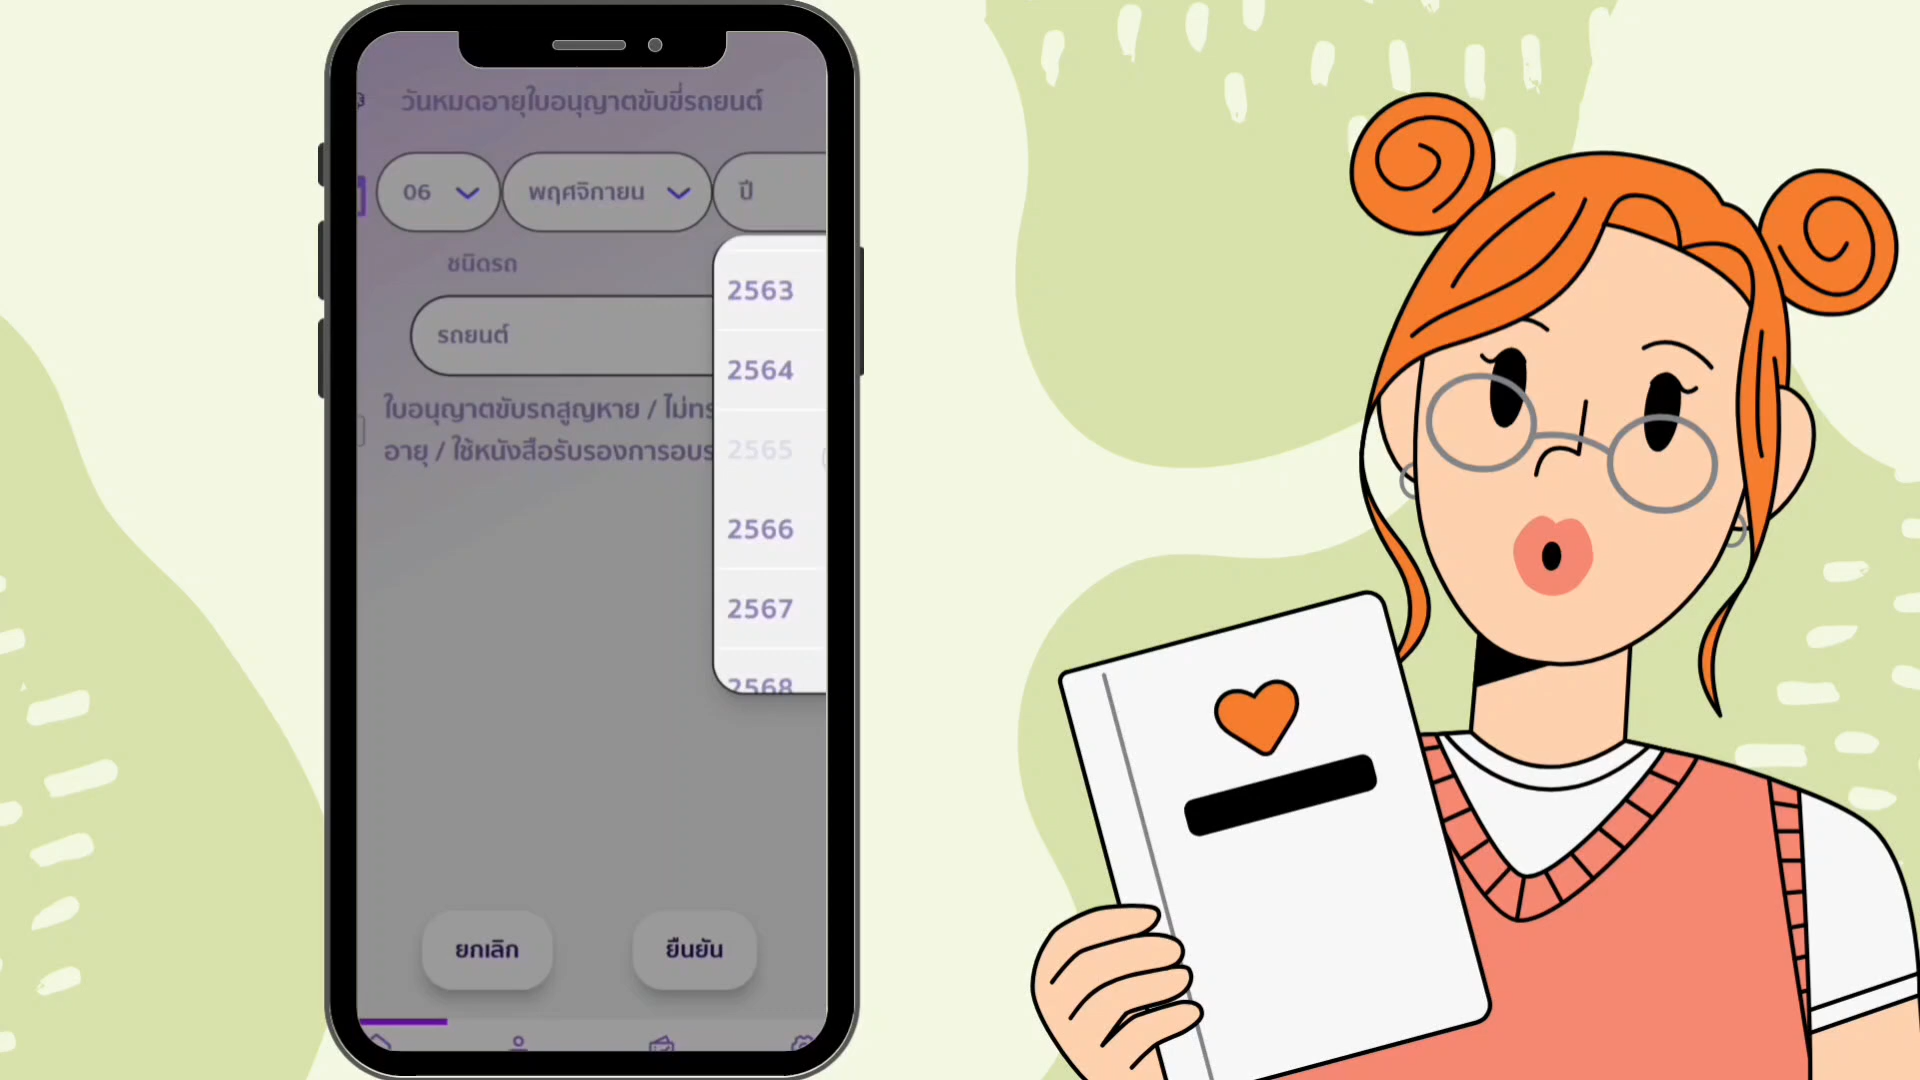 วันหมดอายุใบอนุญาตขับขี่รถยนต์
06 พฤศจิกายน ปี
ชนิดรถ
2563
รถยนต์
2564
ใบอนุญาตขับรถสูญหาย /
อายุ / ใช้หนังสือรับรองการอบร
2565
2566
2567
2568
ยกเลิก ยืนยัน